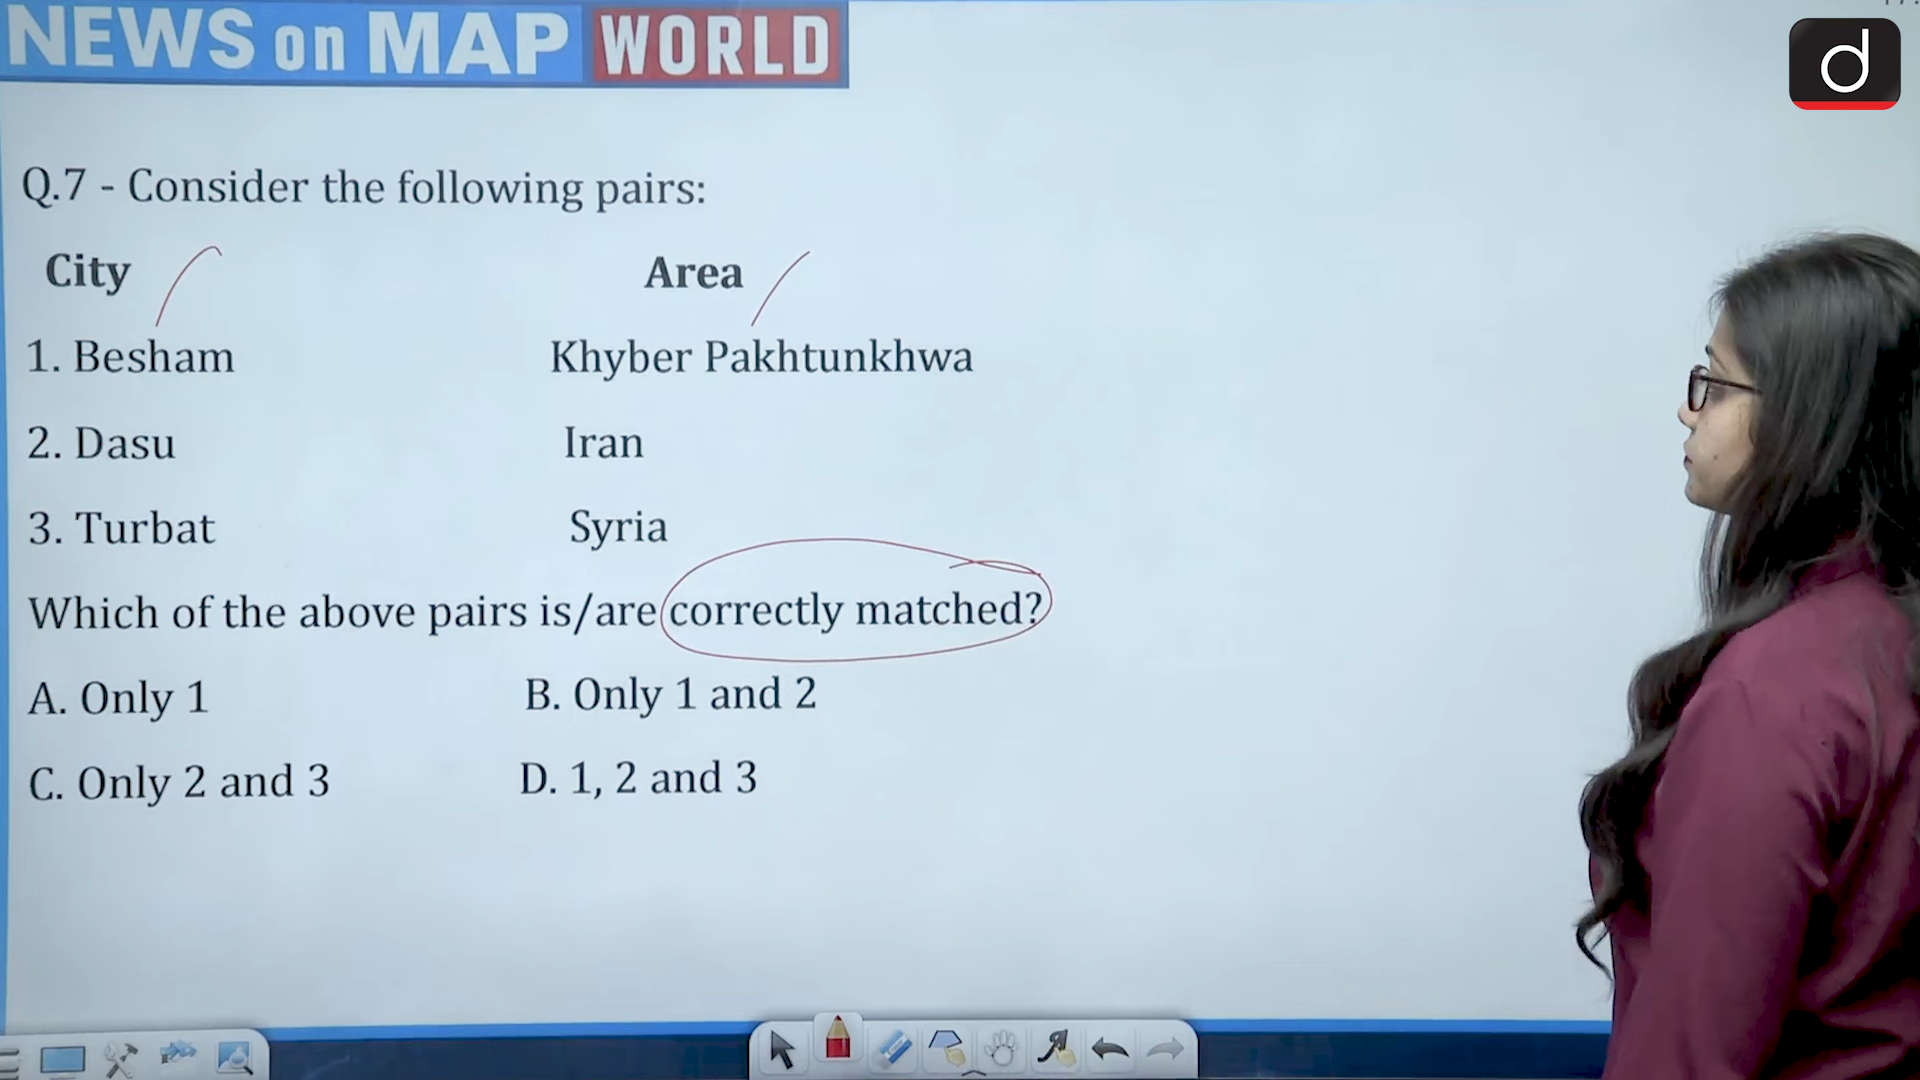 NEWS on MAP WORLD
d
Q.7 - Consider the following pairs:
City Area
1. Besham Khyber Pakhtunkhwa
2. Dasu Iran
3. Turbat Syria
Which of the above pairs is/are correctly matched?
A. Only 1 B. Only 1 and 2
C. Only 2 and 3 D. 1, 2 and 3